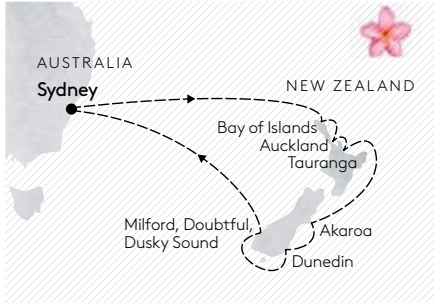 AUSTRALIA
Sydney
NEW ZEALAND
Bay of Islands
Auckland
Tauranga
Milford, Doubtful,
Dusky Sound
Akaroa
Dunedin